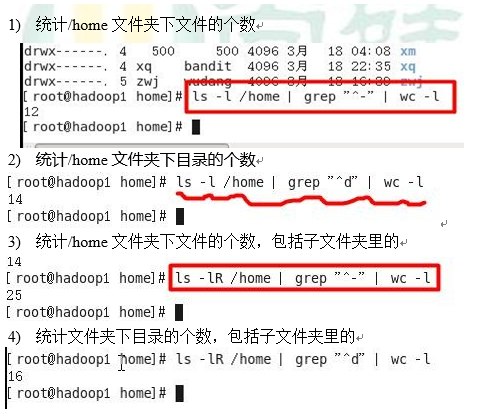 1) 统计/home 文件夹下文件的个数
drwx------. 4 500 500 4096 3月 18 04:08 xm
drwx------. 4 xq bandit 4096 3月 18 22:35 xq
drwx------. 5 zwj wudang 4096 3月 18 16:89 zwj
[root@hadoop1 home]# ls -l /home | grep "^-" | wc -l
12
[root@hadoop1 home]#
2) 统计/home 文件夹下目录的个数
[root@hadoop1 home]# ls -l /home | grep "^d" | wc -l
14
[root@hadoop1 home]#
3) 统计/home 文件夹下文件的个数，包括子文件夹里的
14
[root@hadoop1 home]# ls -lR /home | grep "^-" | wc -l
25
[root@hadoop1 home]#
4) 统计文件夹下目录的个数，包括子文件夹里的
[root@hadoop1 home]# ls -lR /home | grep "^d" | wc -l
16
[root@hadoop1 home]#